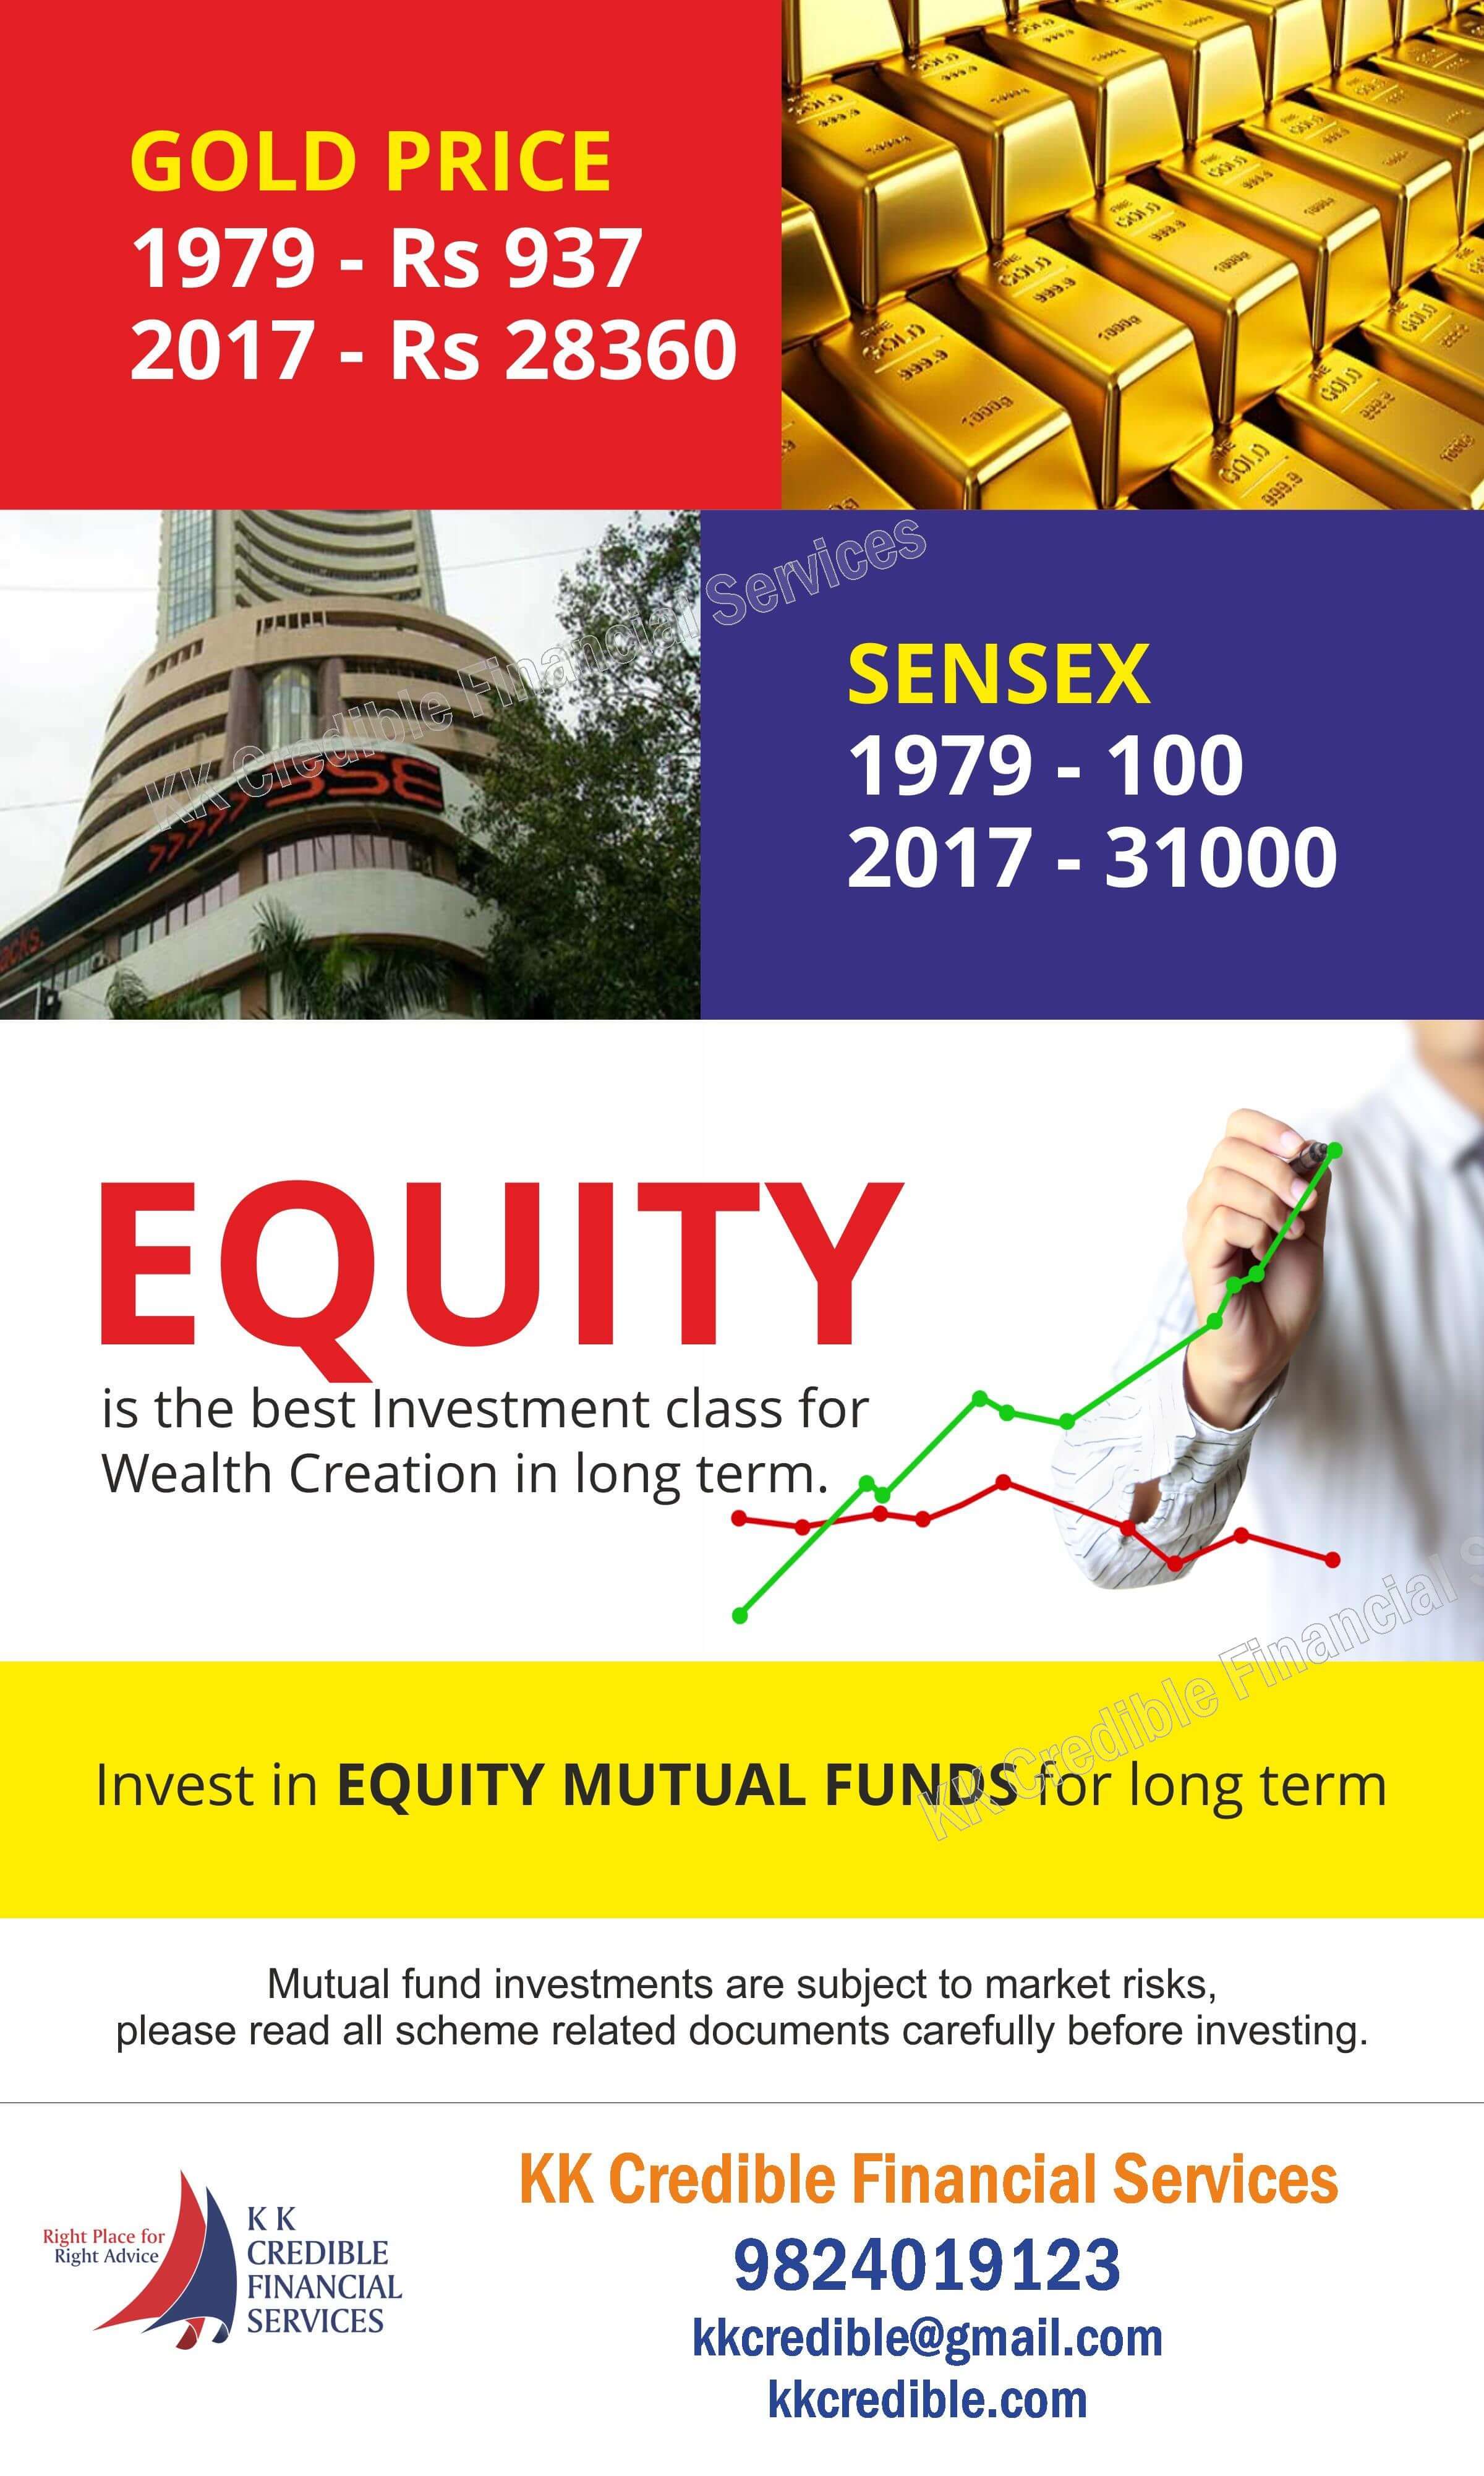 GOLD PRICE
1979 - Rs 937
2017 - Rs 28360
FINE
GOLD
999.9
1000g
KK Credible Financial Services
BSE
SENSEX
1979 - 100
2017 - 31000
EQUITY
is the best Investment class for
Wealth Creation in long term.
KK Credible Financial S
Invest in EQUITY MUTUAL FUNDS for long term
Mutual fund investments are subject to market risks,
please read all scheme related documents carefully before investing.
Right Place for
Right Advice
K K
CREDIBLE
FINANCIAL
SERVICES
KK Credible Financial Services
9824019123
kkcredible@gmail.com
kkcredible.com